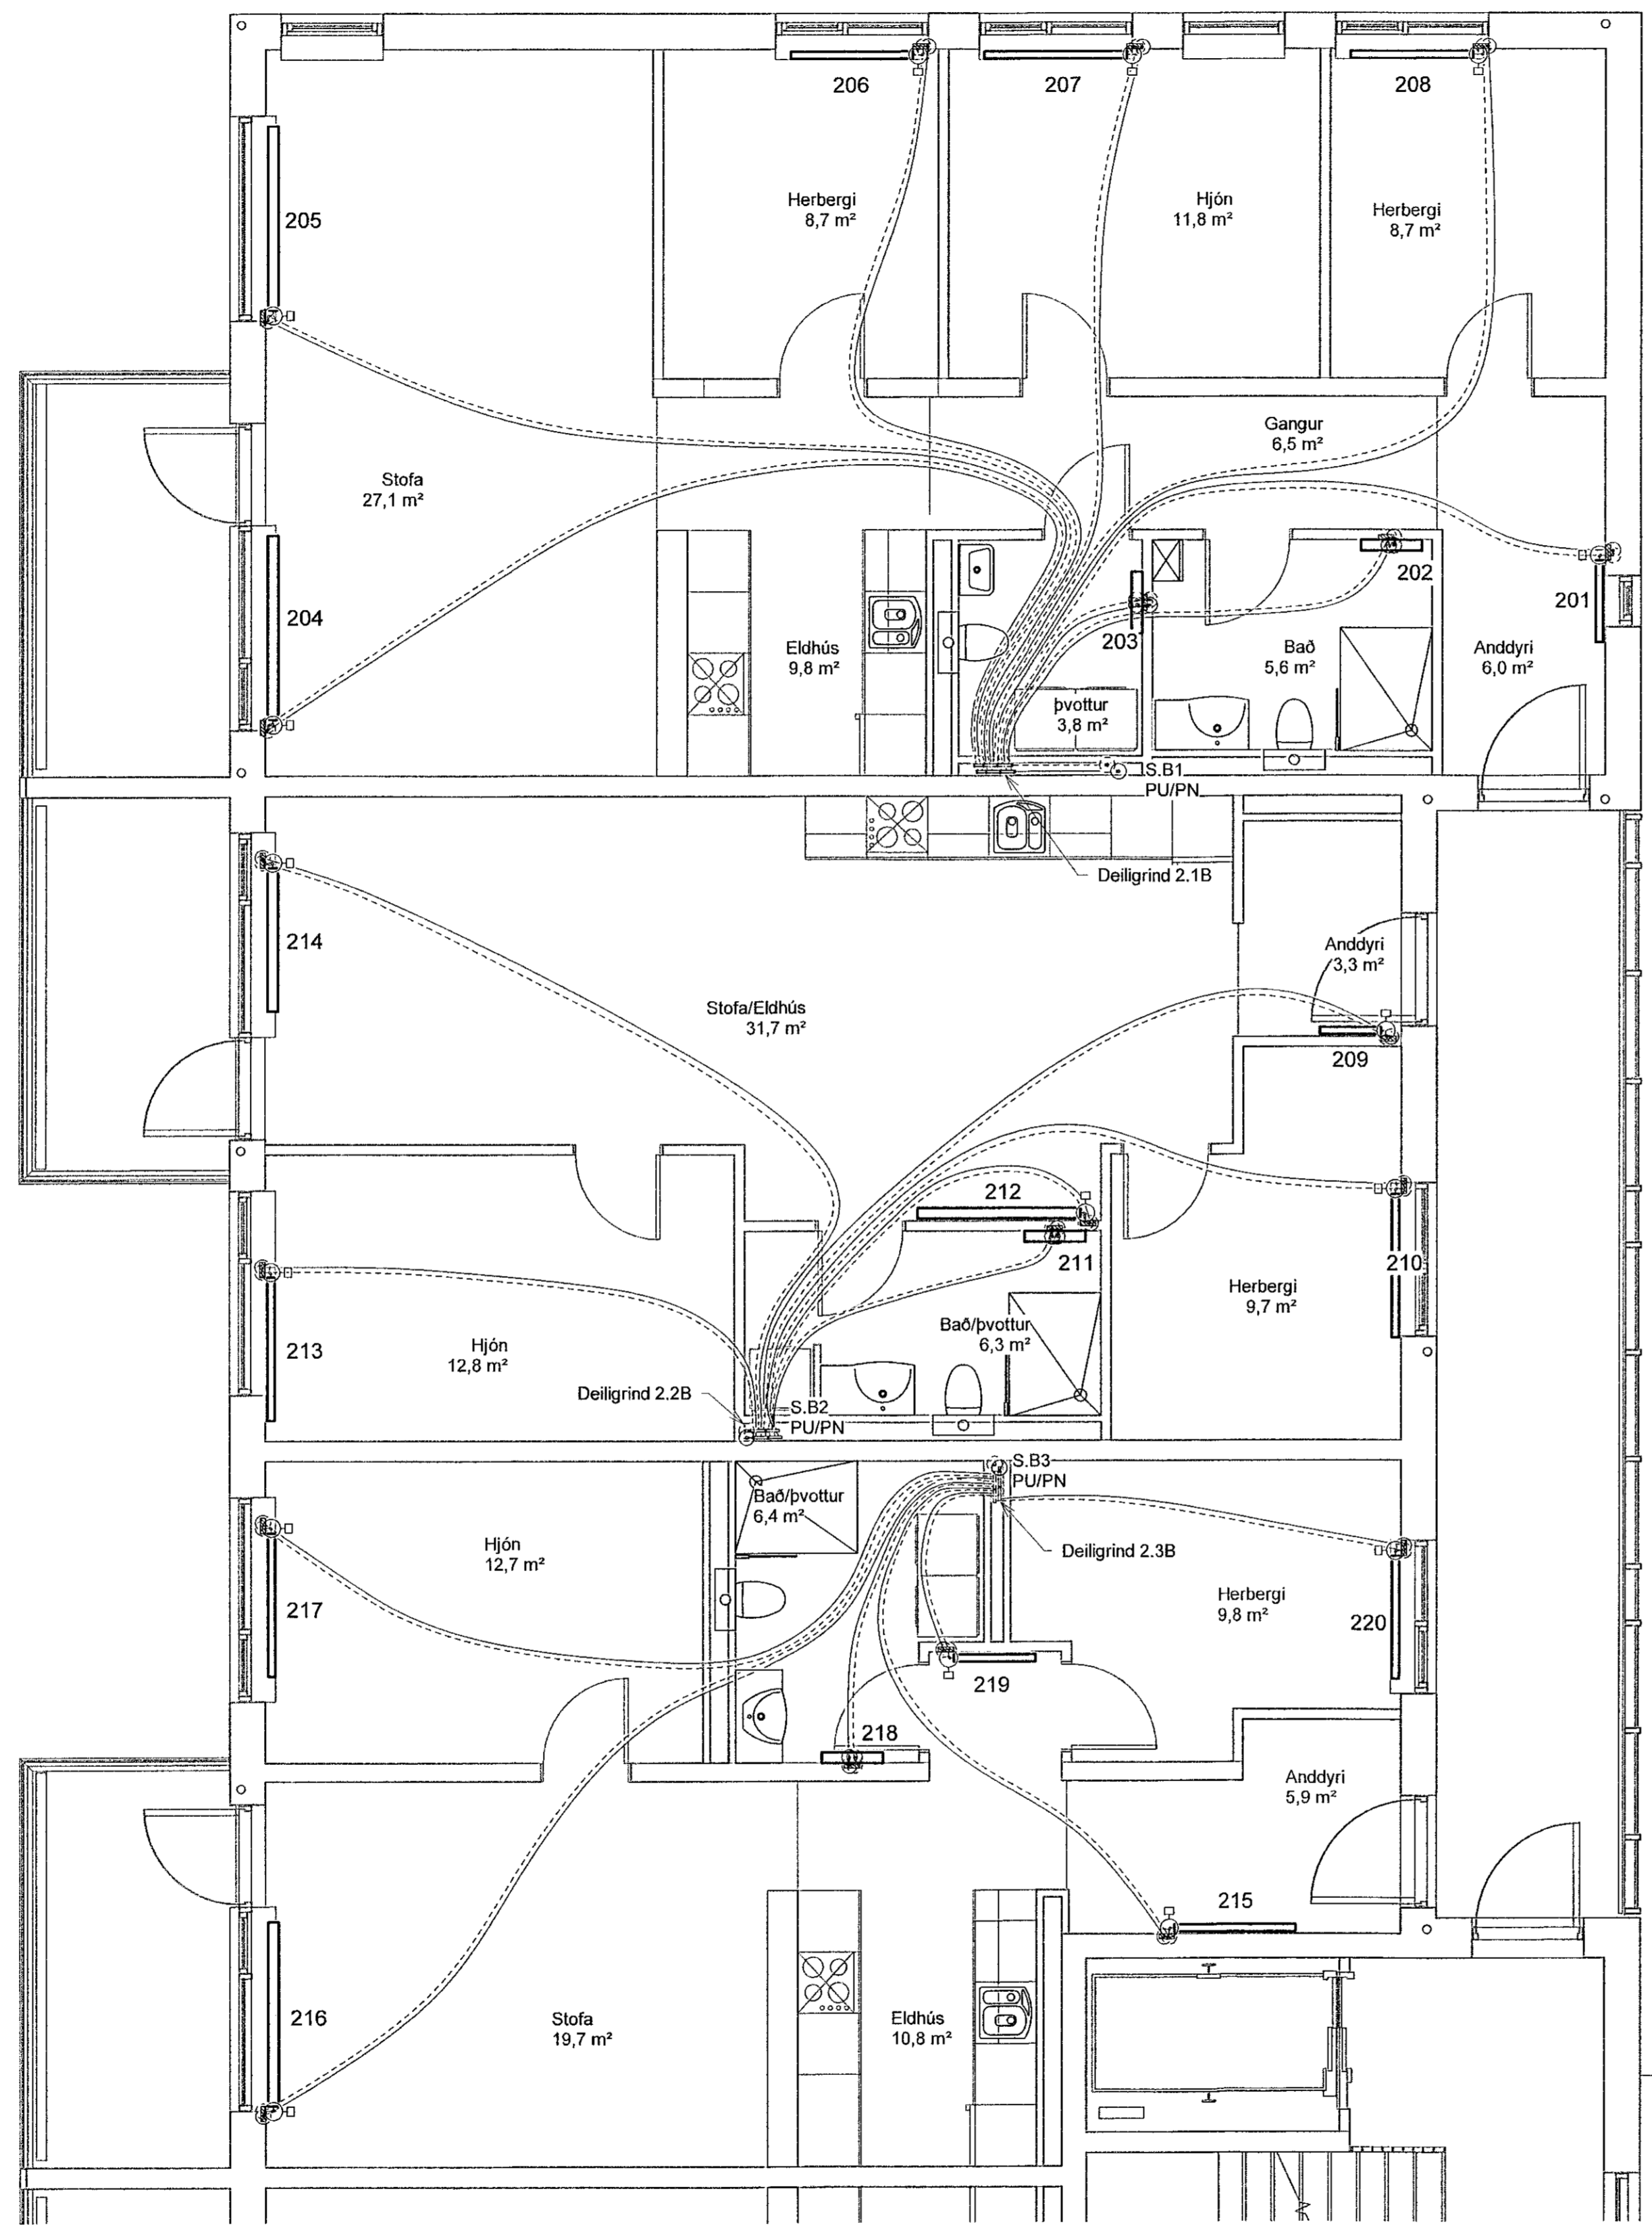 206
207
208
Herbergi
8,7 m²
Hjón
11,8 m²
Herbergi
8,7 m²
205
Gangur
6,5 m²
Stofa
27,1 m²
202
201
204
203
Eldhús
9,8 m²
Bað
5,6 m²
Anddyri
6,0 m²
þvottur
3,8 m²
S.B1
PU/PN
Deiligrind 2.1B
214
Anddyri
3,3 m²
Stofa/Eldhús
31,7 m²
209
212
211
210
Herbergi
9,7 m²
Bað/þvottur
6,3 m²
213
Hjón
12,8 m²
Deiligrind 2.2B
S.B2
PU/PN
S.B3
PU/PN
Bað/þvottur
6,4 m²
Hjón
12,7 m²
Deiligrind 2.3B
217
Herbergi
9,8 m²
220
219
218
Anddyri
5,9 m²
215
216
Stofa
19,7 m²
Eldhús
10,8 m²